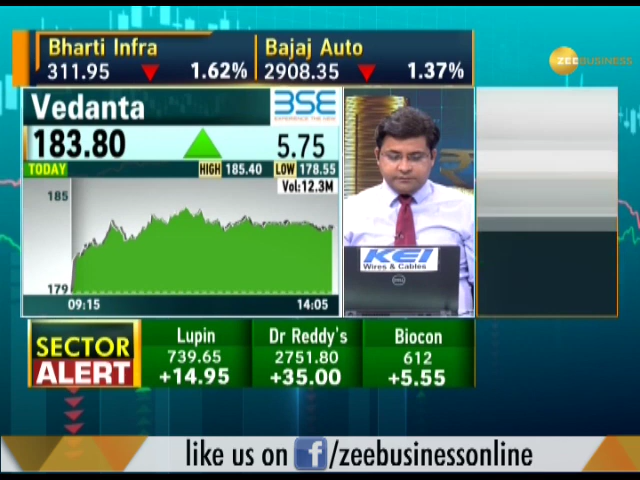 Bharti Infra
311.95 1.62%
Bajaj Auto
2908.35 1.37%
ZEEBUSINESS
Vedanta
BSE
EXPERIENCE THE NEW
183.80 5.75
TODAY HIGH 185.40 LOW 178.55
Vol:12.3M
185
179
09:15 14:05
KEI
Wires & Cables
DELL
SECTOR
ALERT
Lupin
739.65
+14.95
Dr Reddy's
2751.80
+35.00
Biocon
612
+5.55
like us on f/zeebusinessonline